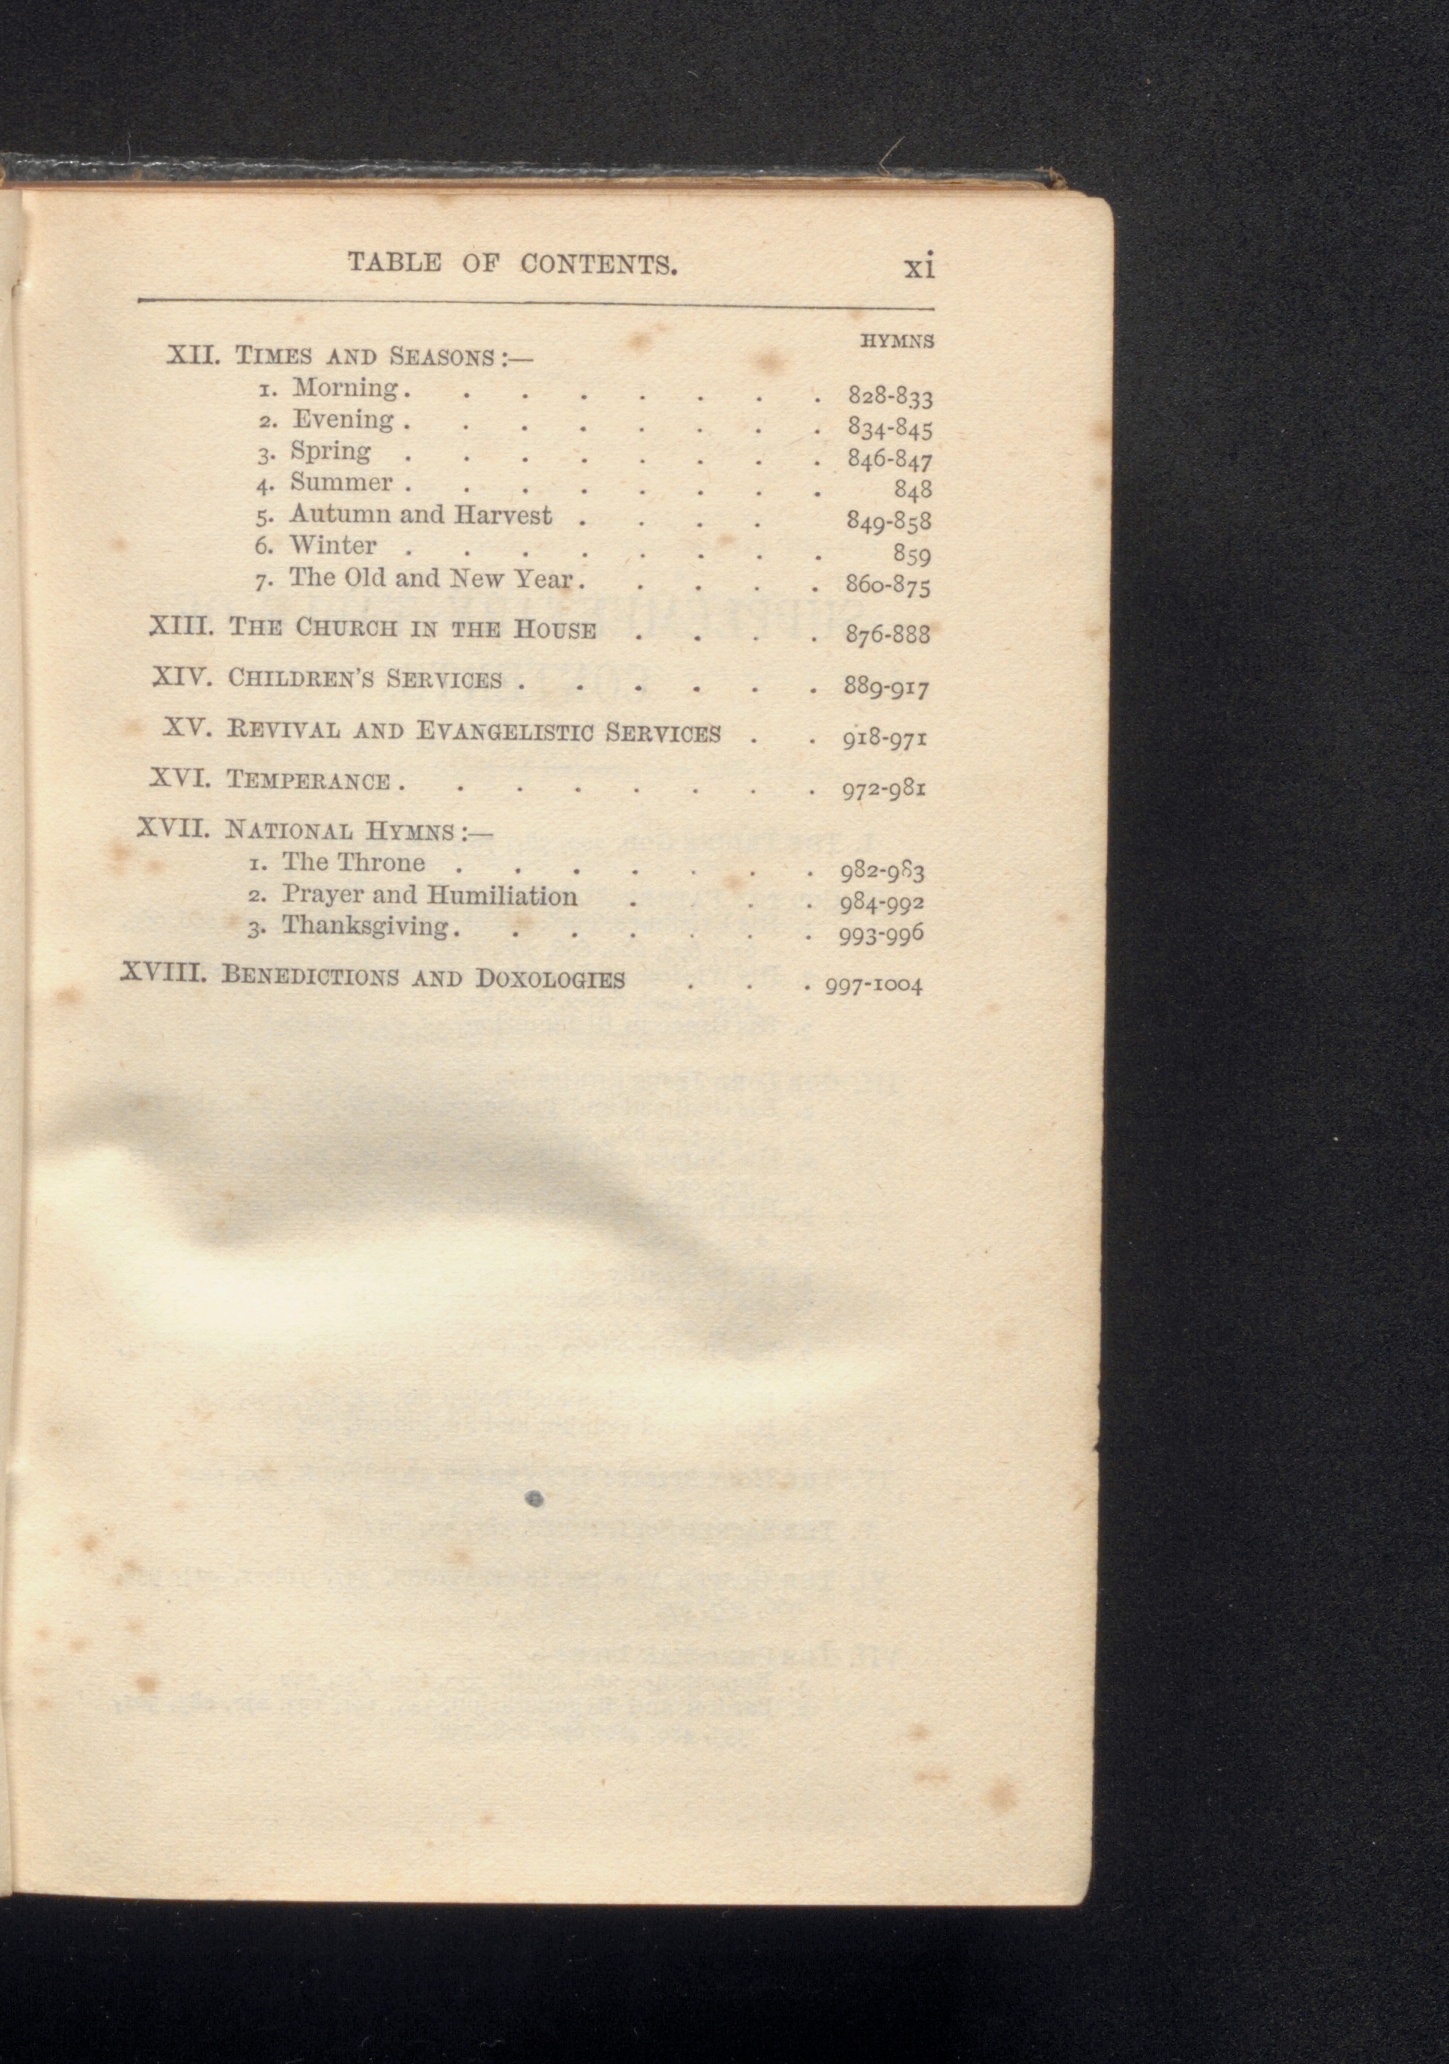 TABLE OF CONTENTS. xi
HYMNS
XII. TIMES AND SEASONS:—
1. Morning . . . . . . . . 828-833
2. Evening . . . . . . . . 834-845
3. Spring . . . . . . . . 846-847
4. Summer . . . . . . . . 848
5. Autumn and Harvest . . . . 849-858
6. Winter . . . . . . . . 859
7. The Old and New Year . . . . . 860-875
XIII. THE CHURCH IN THE HOUSE . . . . 876-888
XIV. CHILDREN'S SERVICES . . . . . . 889-917
XV. REVIVAL AND EVANGELISTIC SERVICES . . 918-971
XVI. TEMPERANCE . . . . . . . . 972-981
XVII. NATIONAL HYMNS:—
1. The Throne . . . . . . . 982-983
2. Prayer and Humiliation . . . . 984-992
3. Thanksgiving . . . . . . . 993-996
XVIII. BENEDICTIONS AND DOXOLOGIES . . . 997-1004